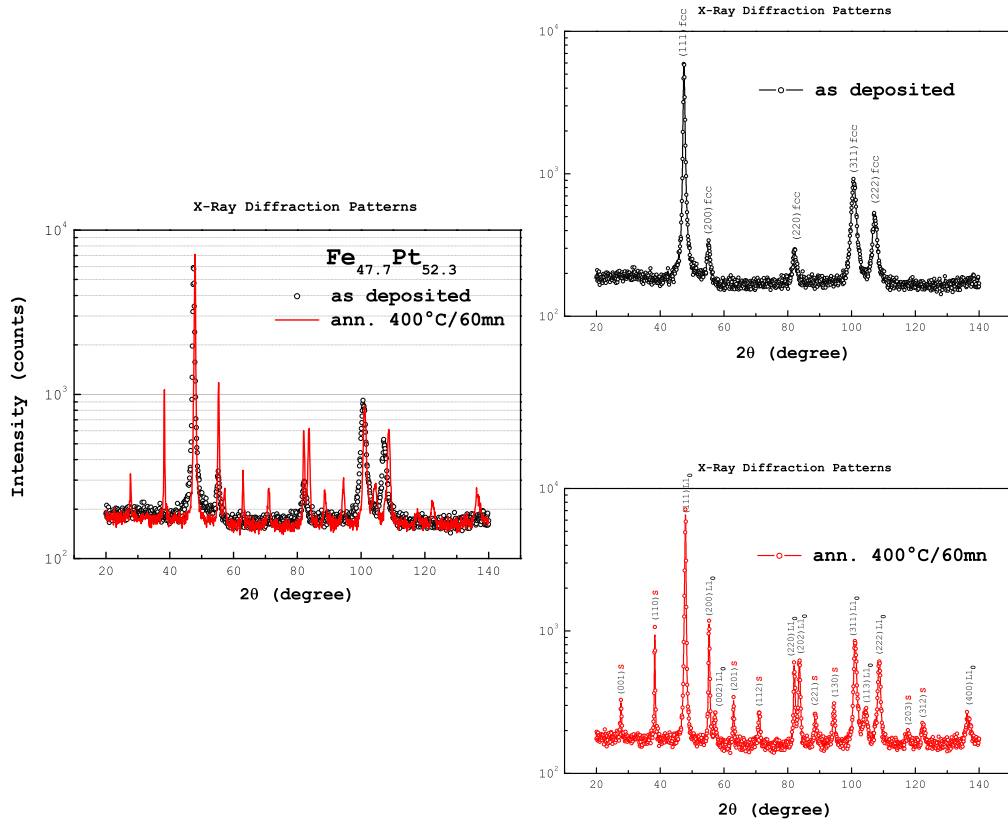 X-Ray Diffraction Patterns
10^4
Fe47.7Pt52.3
as deposited
ann. 400°C/60mn
10^3
10^2
20 40 60 80 100 120 140
2θ (degree)
Intensity (counts)
X-Ray Diffraction Patterns
10^4
10^3
10^2
as deposited
(111)fcc
(200)fcc
(220)fcc
(311)fcc
(222)fcc
20 40 60 80 100 120 140
2θ (degree)
X-Ray Diffraction Patterns
10^4
10^3
10^2
ann. 400°C/60mn
(001)S
(110)S
(111)L10
(200)L10
(002)L10
(201)S
(112)S
(220)L10
(202)L10
(221)S
(130)S
(311)L10
(113)L10
(222)L10
(203)S
(312)S
(400)L10
20 40 60 80 100 120 140
2θ (degree)